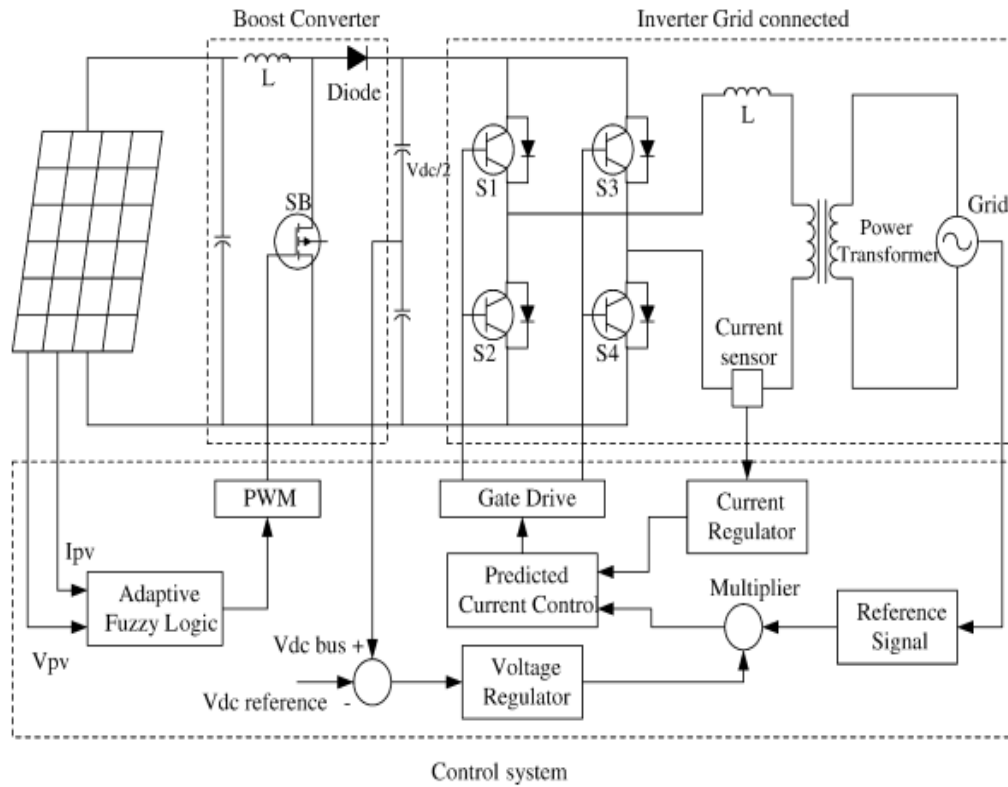 Boost Converter
Inverter Grid connected
L
Diode
L
Vdc/2
S1
S3
SB
Grid
Power
Transformer
S2
S4
Current
sensor
PWM
Gate Drive
Current
Regulator
Ipv
Adaptive
Fuzzy Logic
Predicted
Current Control
Multiplier
Reference
Signal
Vpv
Vdc bus +
Voltage
Regulator
Vdc reference
-
Control system